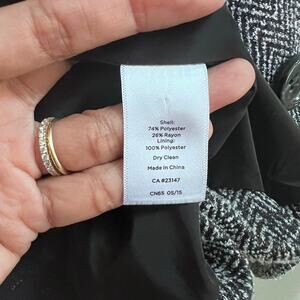 Shell:
74% Polyester
26% Rayon
Lining:
100% Polyester
Dry Clean
Made in China
CA #23147
CN65 05/15